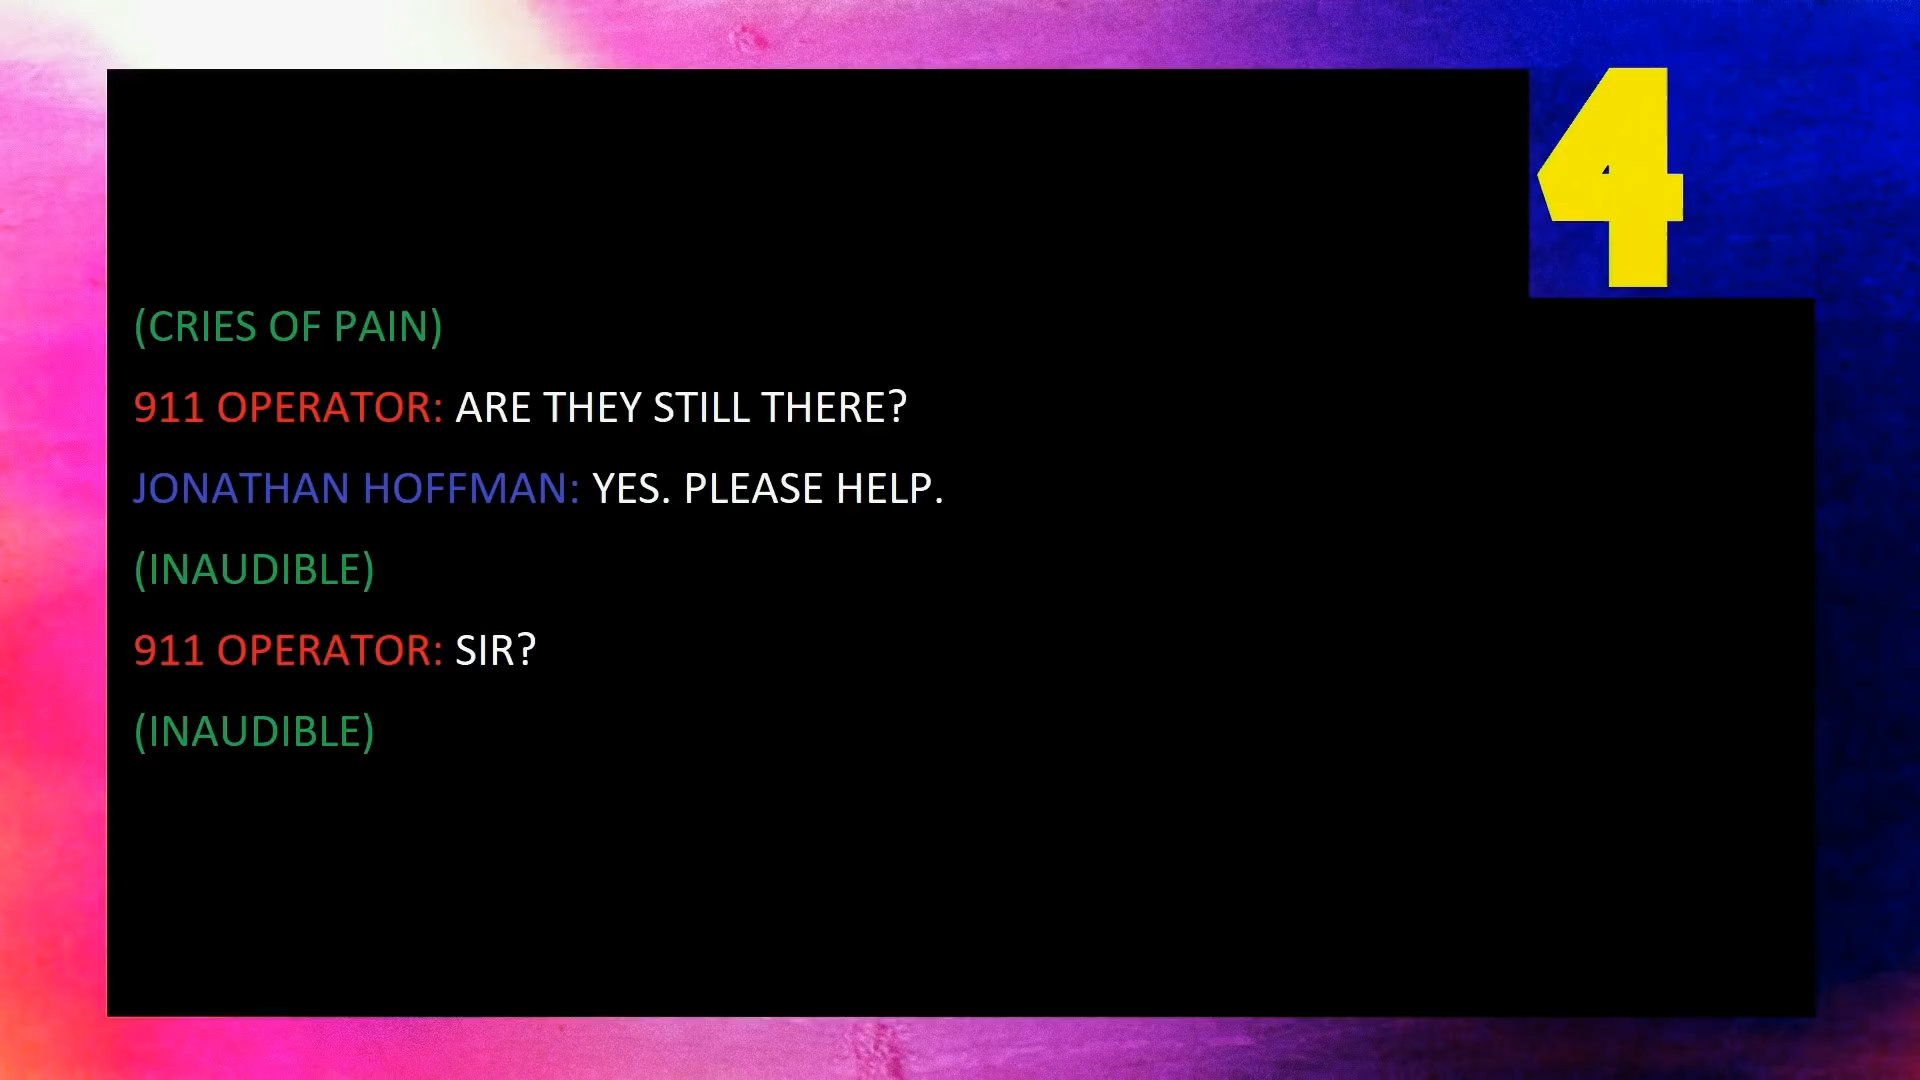 4
(CRIES OF PAIN)
911 OPERATOR: ARE THEY STILL THERE?
JONATHAN HOFFMAN: YES. PLEASE HELP.
(INAUDIBLE)
911 OPERATOR: SIR?
(INAUDIBLE)